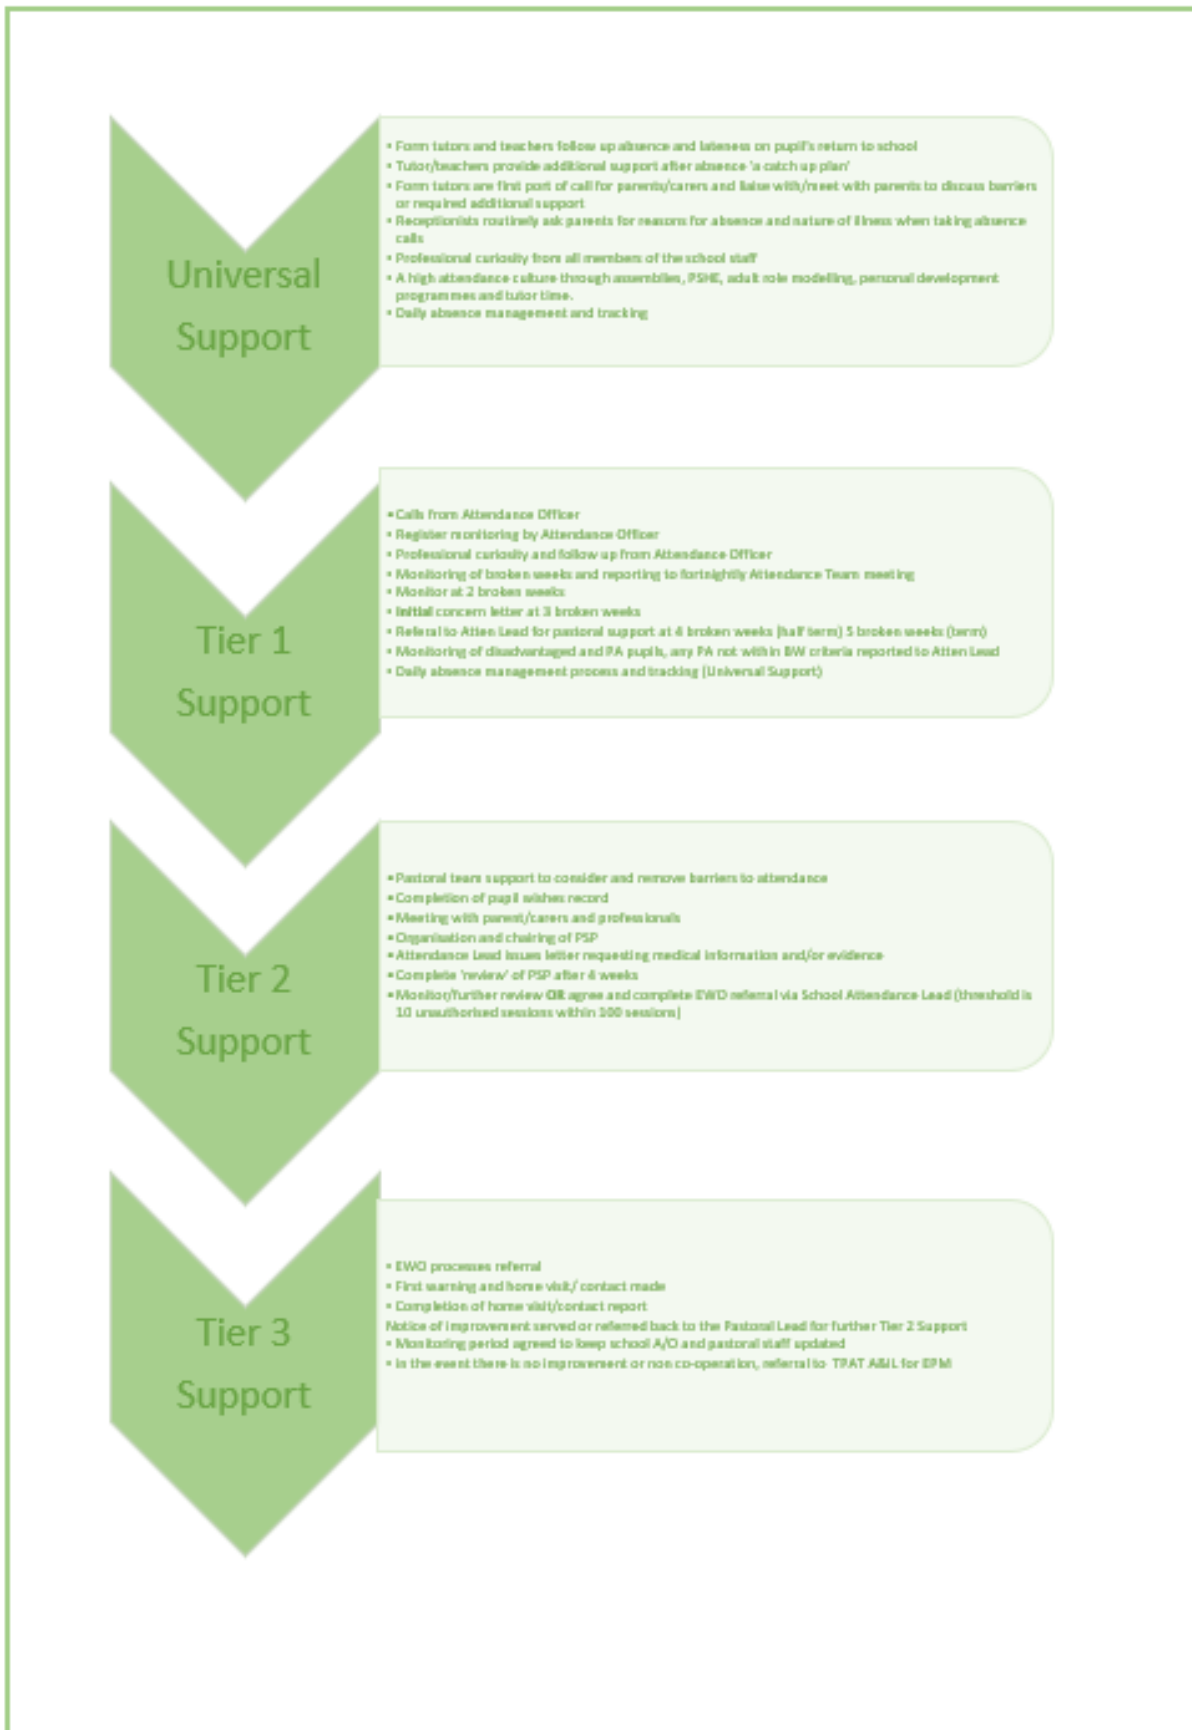 Universal
Support
▪ Form tutors and teachers follow up absence and lateness on pupil's return to school
▪ Tutor/teachers provide additional support after absence 'a catch up plan'
▪ Form tutors are first port of call for parents/carers and liaise with/meet with parents to discuss barriers
or required additional support
▪ Receptionists routinely ask parents for reasons for absence and nature of illness when taking absence
calls
▪ Professional curiosity from all members of the school staff
▪ A high attendance culture through assemblies, PSHE, adult role modelling, personal development
programmes and tutor time.
▪ Daily absence management and tracking
Tier 1
Support
▪ Calls from Attendance Officer
▪ Register monitoring by Attendance Officer
▪ Professional curiosity and follow up from Attendance Officer
▪ Monitoring of broken weeks and reporting to fortnightly Attendance Team meeting
▪ Monitor at 2 broken weeks
▪ Initial concern letter at 3 broken weeks
▪ Referal to Atten Lead for pastoral support at 4 broken weeks (half term) 5 broken weeks (term)
▪ Monitoring of disadvantaged and PA pupils, any PA not within BW criteria reported to Atten Lead
▪ Daily absence management process and tracking (Universal Support)
Tier 2
Support
▪ Pastoral team support to consider and remove barriers to attendance
▪ Completion of pupil wishes record
▪ Meeting with parent/carers and professionals
▪ Organisation and chairing of PSP
▪ Attendance Lead issues letter requesting medical information and/or evidence
▪ Complete 'review' of PSP after 4 weeks
▪ Monitor/further review OR agree and complete EWO referral via School Attendance Lead (threshold is
10 unauthorised sessions within 100 sessions)
Tier 3
Support
▪ EWO processes referral
▪ First warning and home visit/ contact made
▪ Completion of home visit/contact report
Notice of improvement served or referred back to the Pastoral Lead for further Tier 2 Support
▪ Monitoring period agreed to keep school A/O and pastoral staff updated
▪ in the event there is no improvement or non co-operation, referral to TPAT A&IL for EPM